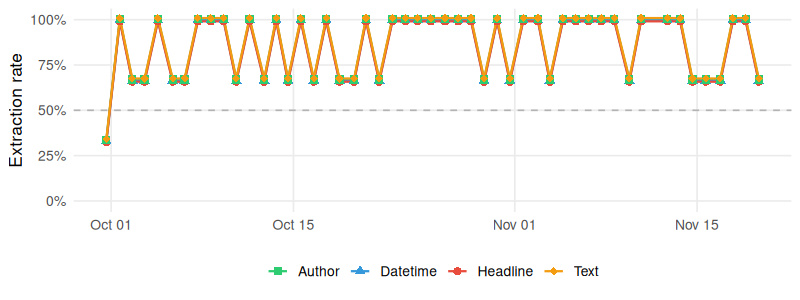 Extraction rate
100%
75%
50%
25%
0%
Oct 01 Oct 15 Nov 01 Nov 15
Author Datetime Headline Text